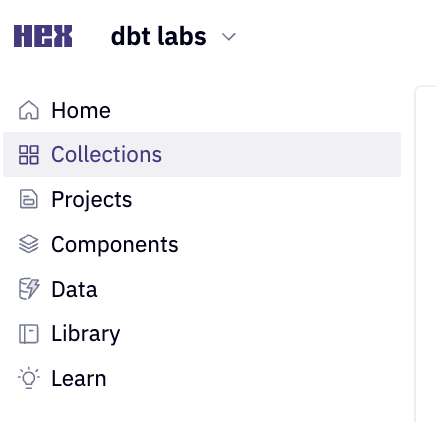 HEX dbt labs
Home
Collections
Projects
Components
Data
Library
Learn